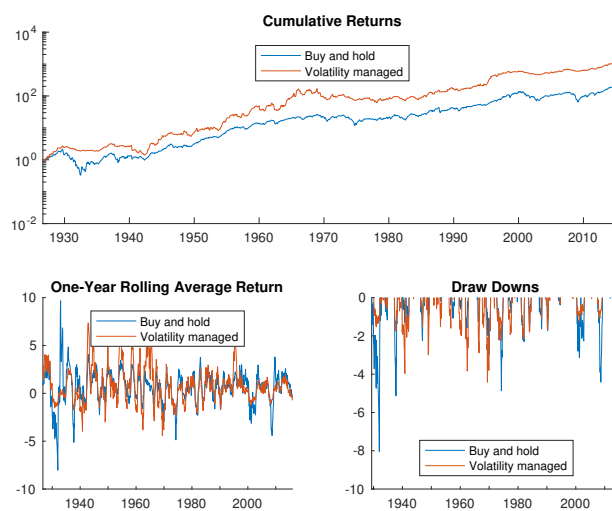 Cumulative Returns
10^4
10^2
10^0
10^-2
Buy and hold
Volatility managed
1930 1940 1950 1960 1970 1980 1990 2000 2010
One-Year Rolling Average Return
10
5
0
-5
-10
Buy and hold
Volatility managed
1940 1960 1980 2000
Draw Downs
0
-2
-4
-6
-8
-10
Buy and hold
Volatility managed
1940 1960 1980 2000